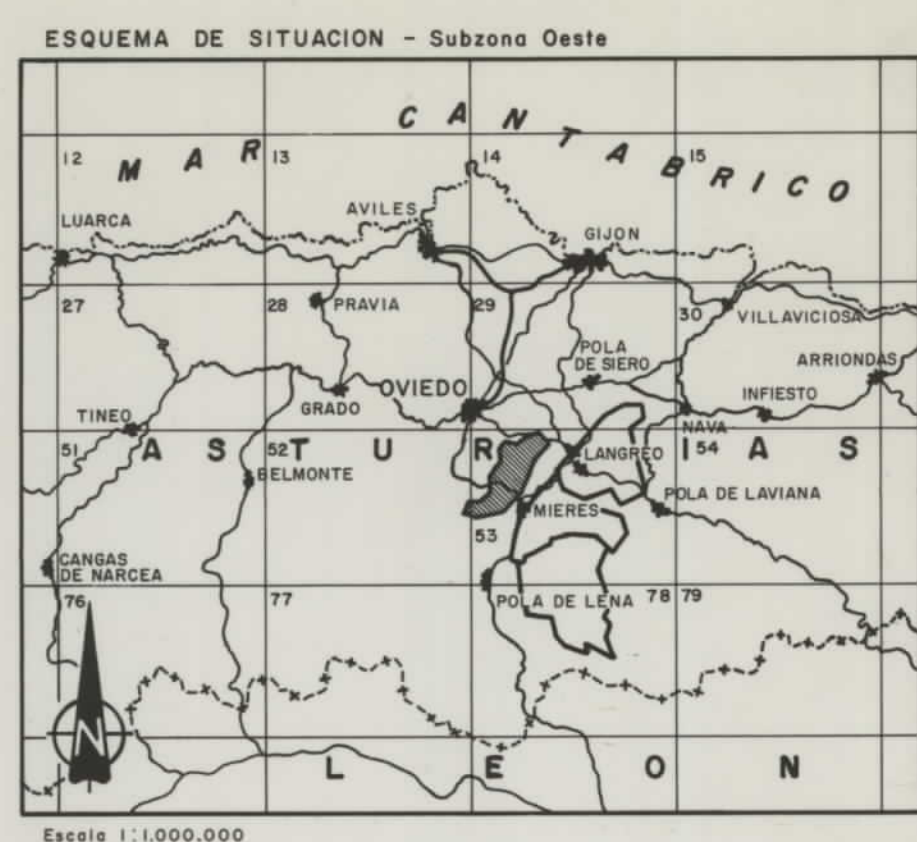 ESQUEMA DE SITUACION - Subzona Oeste
MAR CANTABRICO
12
13
14
15
LUARCA
AVILES
GIJON
27
28
29
30
PRAVIA
VILLAVICIOSA
POLA
DE SIERO
ARRIONDAS
OVIEDO
INFIESTO
GRADO
TINEO
NAVA
51
52
54
ASTURIAS
LANGREO
BELMONTE
POLA DE LAVIANA
MIERES
53
CANGAS
DE NARCEA
76
77
POLA DE LENA
78
79
N
LEON
Escala 1:1.000.000